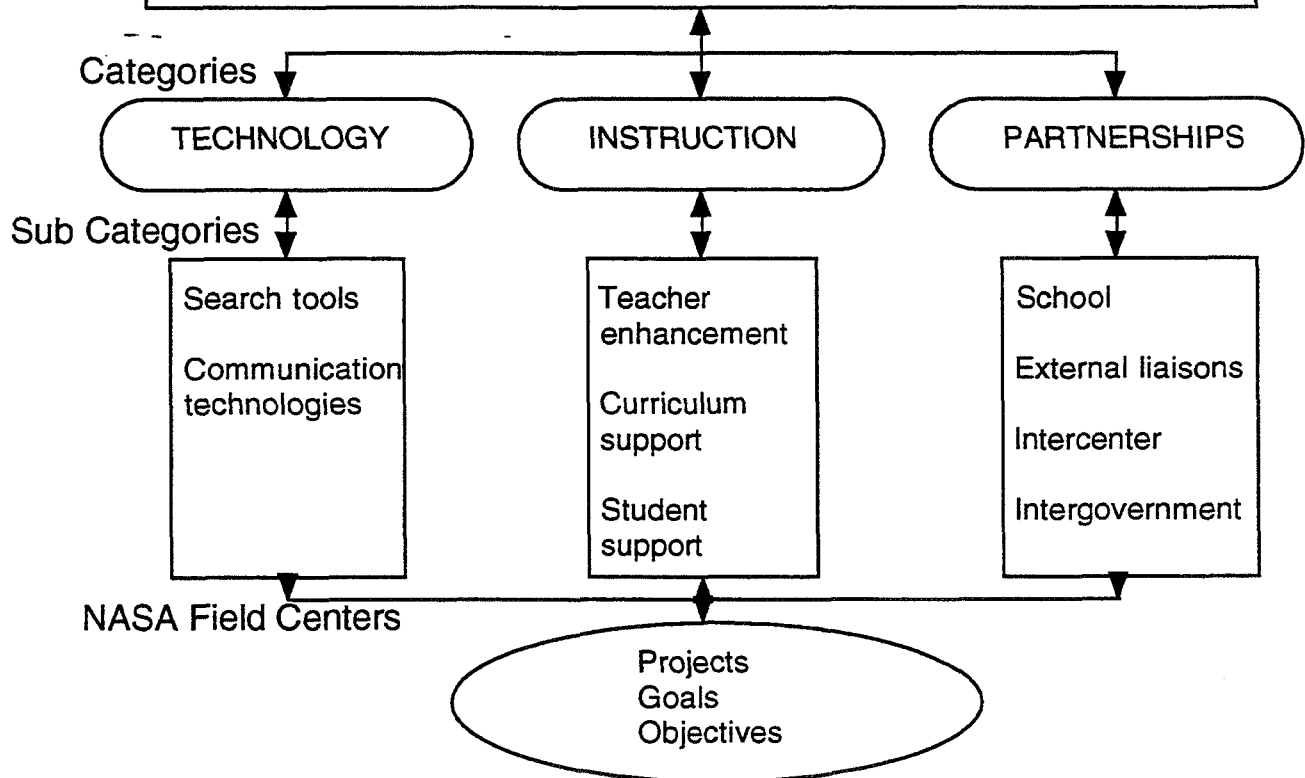 Categories
TECHNOLOGY
INSTRUCTION
PARTNERSHIPS
Sub Categories
Search tools
Communication
technologies
Teacher
enhancement
Curriculum
support
Student
support
School
External liaisons
Intercenter
Intergovernment
NASA Field Centers
Projects
Goals
Objectives